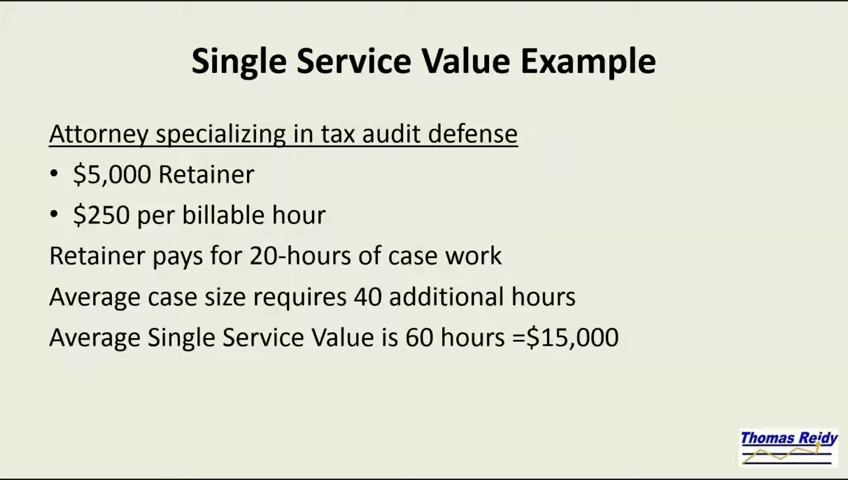 Single Service Value Example
Attorney specializing in tax audit defense
• $5,000 Retainer
• $250 per billable hour
Retainer pays for 20-hours of case work
Average case size requires 40 additional hours
Average Single Service Value is 60 hours =$15,000
Thomas Reidy